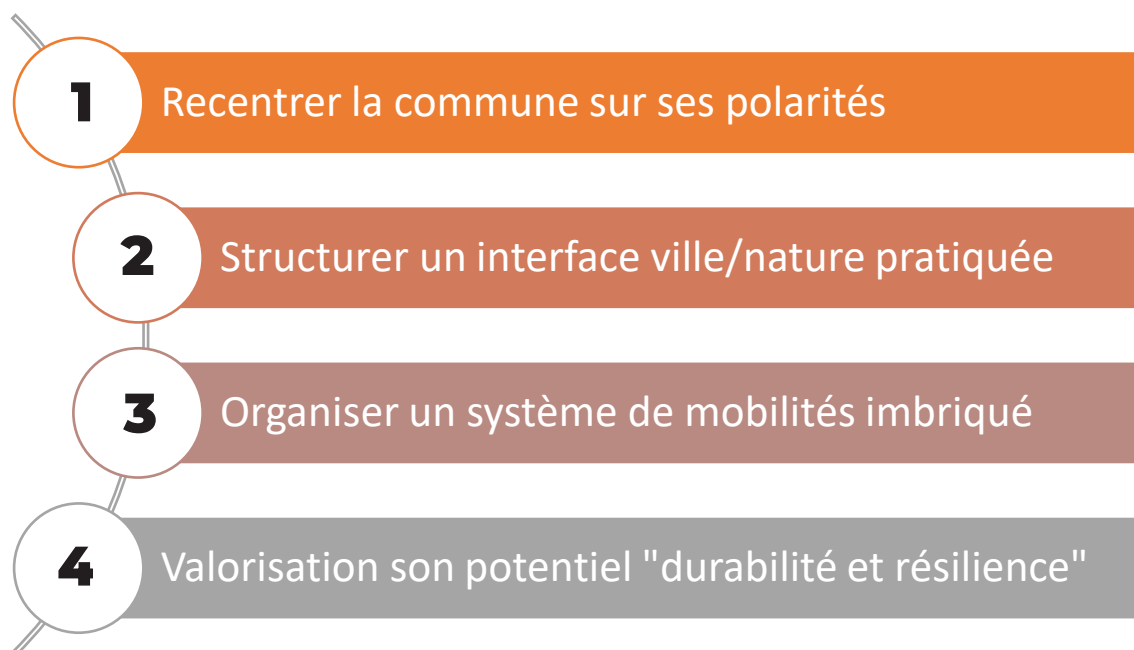 1 Recentrer la commune sur ses polarités
2 Structurer un interface ville/nature pratiquée
3 Organiser un système de mobilités imbriqué
4 Valorisation son potentiel "durabilité et résilience"